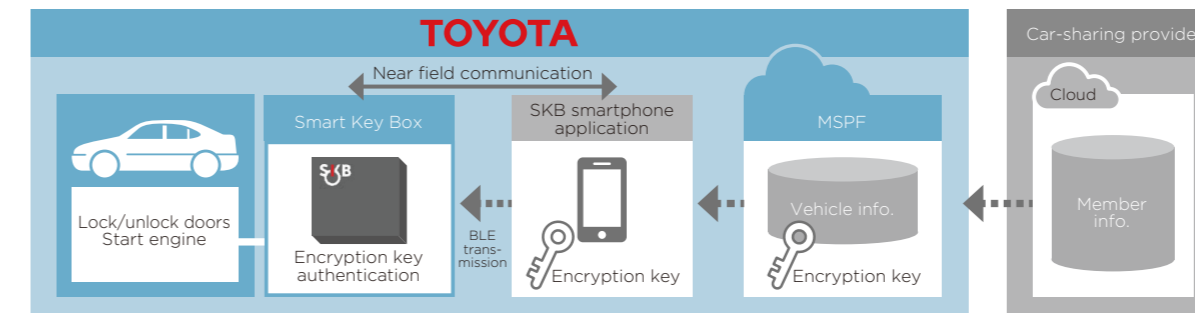 TOYOTA
Car-sharing provide
Near field communication
Smart Key Box
SKB smartphone
application
MSPF
Cloud
SKB
Lock/unlock doors
Start engine
Encryption key
authentication
BLE
trans-
mission
Encryption key
Vehicle info.
Encryption key
Member
info.